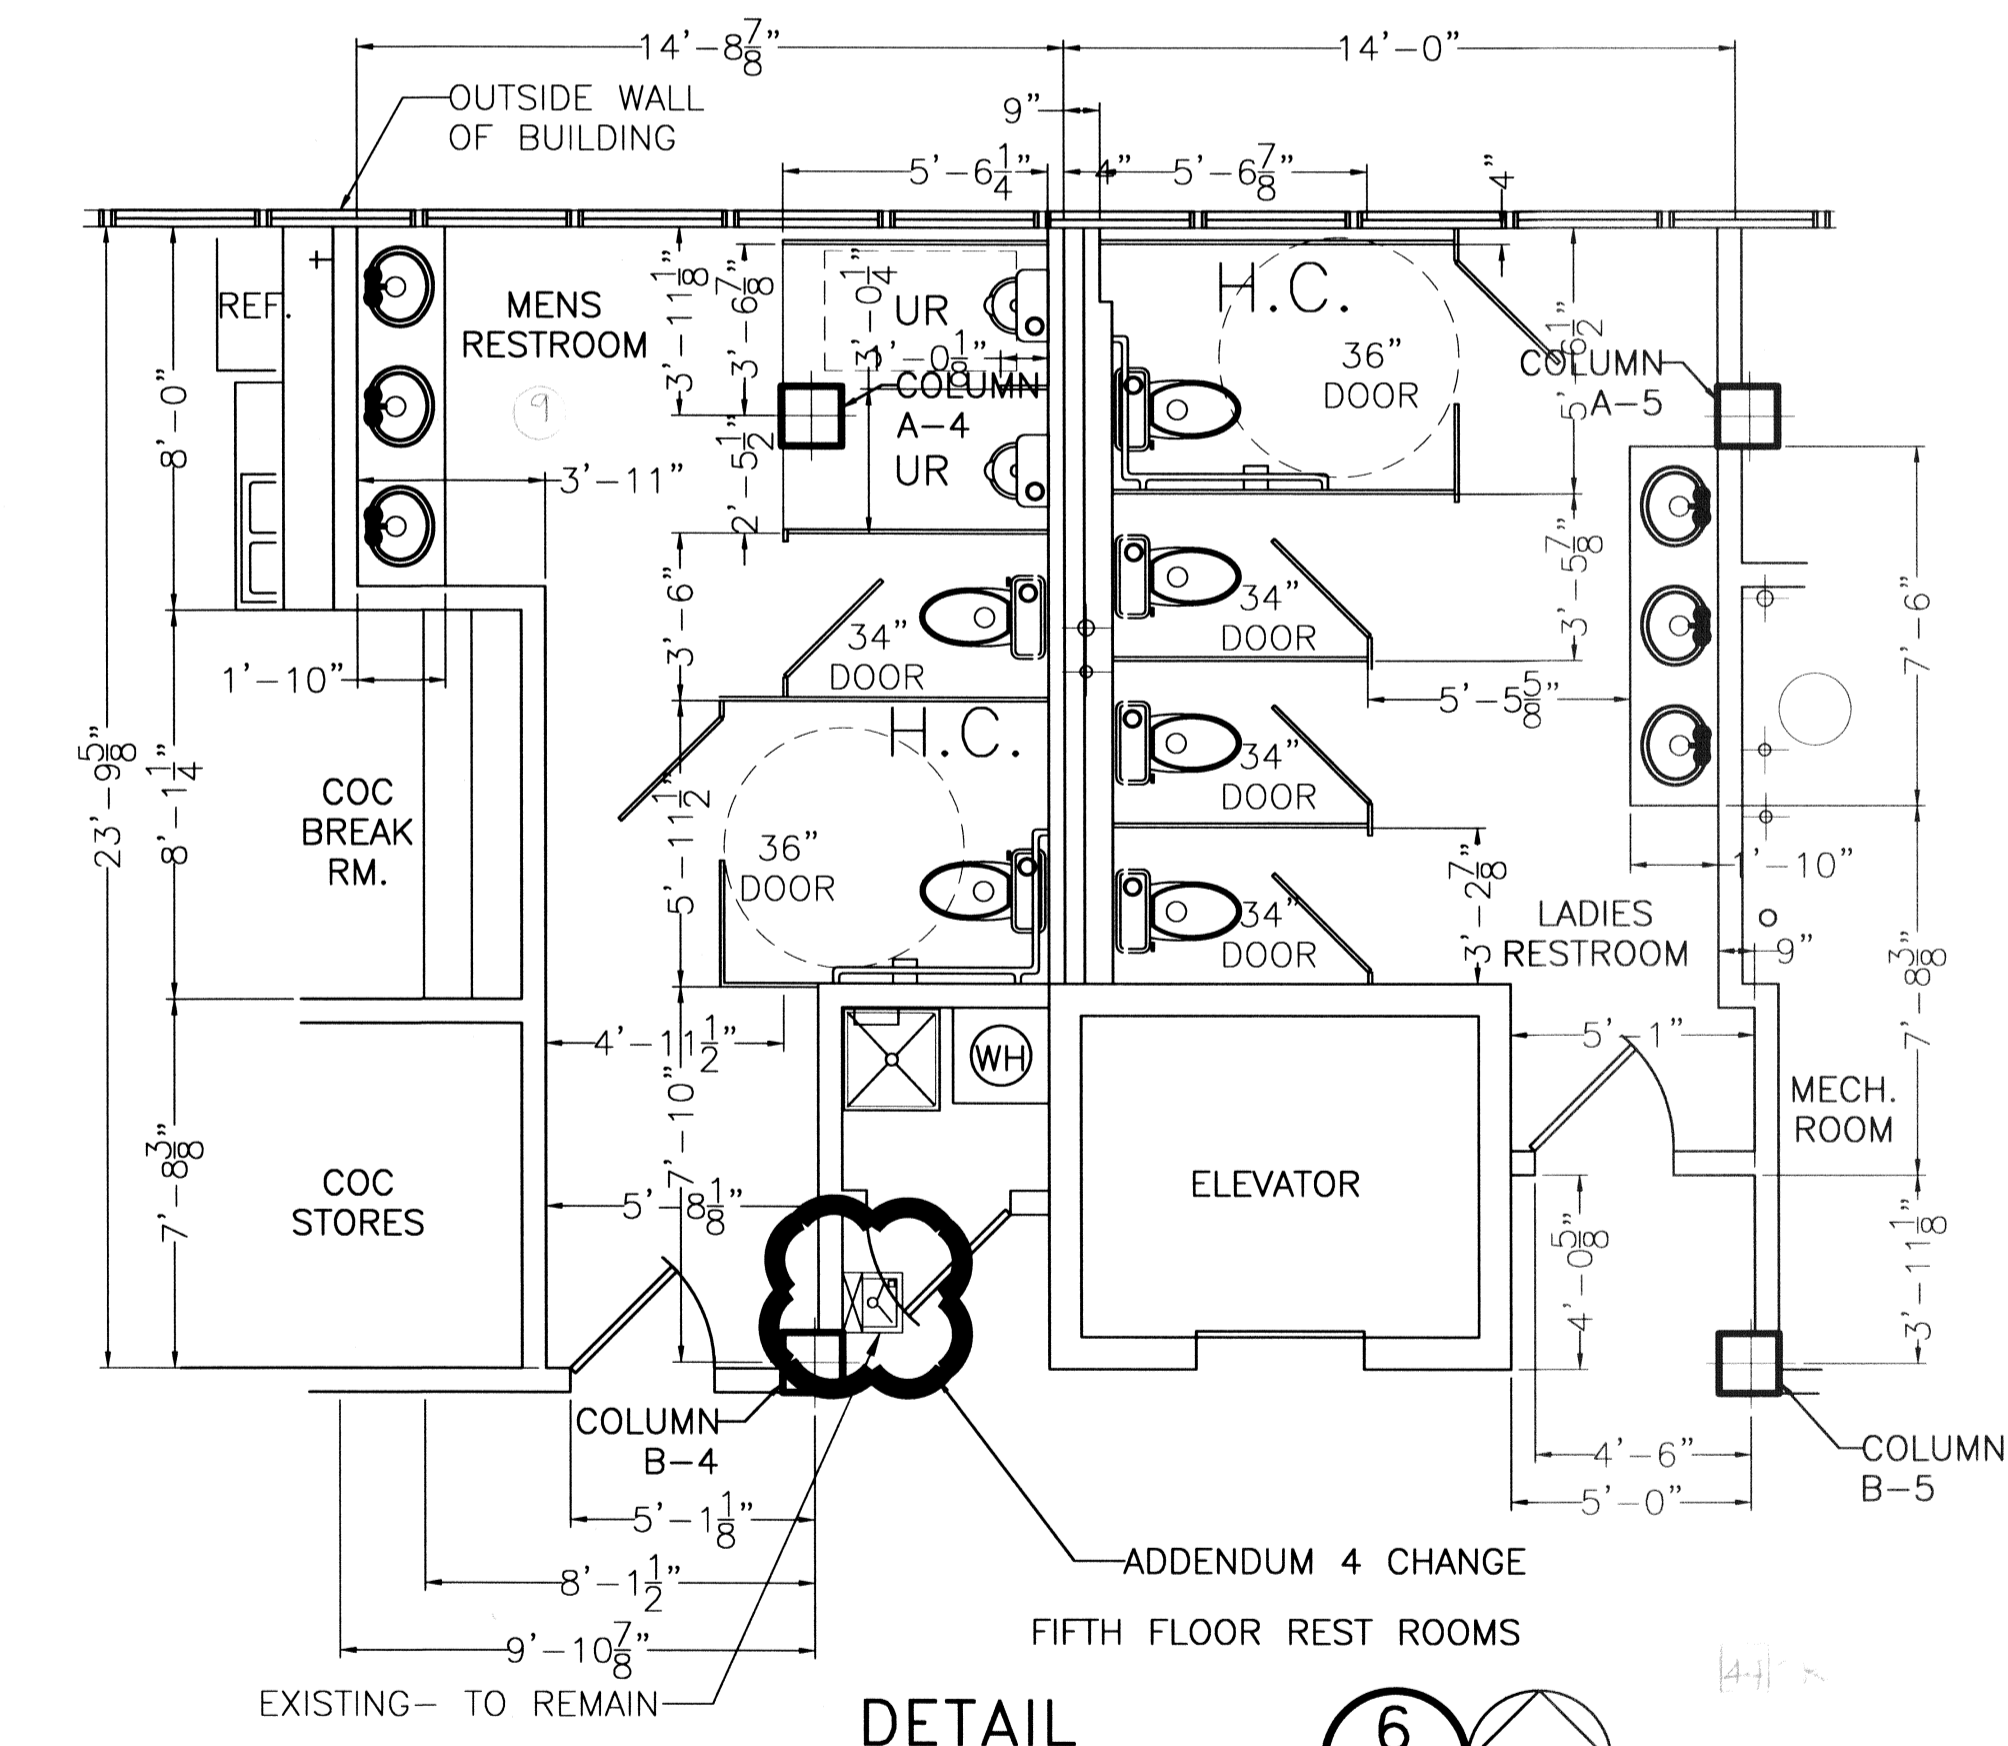 14'-8 7/8"
14'-0"
OUTSIDE WALL
OF BUILDING
9"
5'-6 1/4"
4"
5'-6 7/8"
4"
REF.
MENS
RESTROOM
9
3'-11 1/8"
3'-6 7/8"
3'-0 1/4"
UR
1'-0 1/8"
COLUMN
A-4
UR
H.C.
36"
DOOR
5'-6 1/2"
COLUMN
A-5
8'-0"
3'-11"
2'-5 1/2"
3'-6"
34"
DOOR
34"
DOOR
3'-5 7/8"
7'-6"
1'-10"
5'-5 5/8"
23'-9 5/8"
8'-1 1/4"
COC
BREAK
RM.
H.C.
5'-11 1/2"
36"
DOOR
34"
DOOR
3'-2 7/8"
1'-10"
34"
DOOR
LADIES
RESTROOM
9"
7'-8 3/8"
4'-11 1/2"
WH
5'-1"
MECH.
ROOM
7'-10"
7'-8 3/8"
COC
STORES
5'-8 1/8"
ELEVATOR
4'-0 5/8"
3'-11 1/8"
COLUMN
B-4
4'-6"
COLUMN
B-5
5'-0"
5'-1 1/8"
8'-1 1/2"
9'-10 7/8"
ADDENDUM 4 CHANGE
FIFTH FLOOR REST ROOMS
EXISTING- TO REMAIN
DETAIL
6